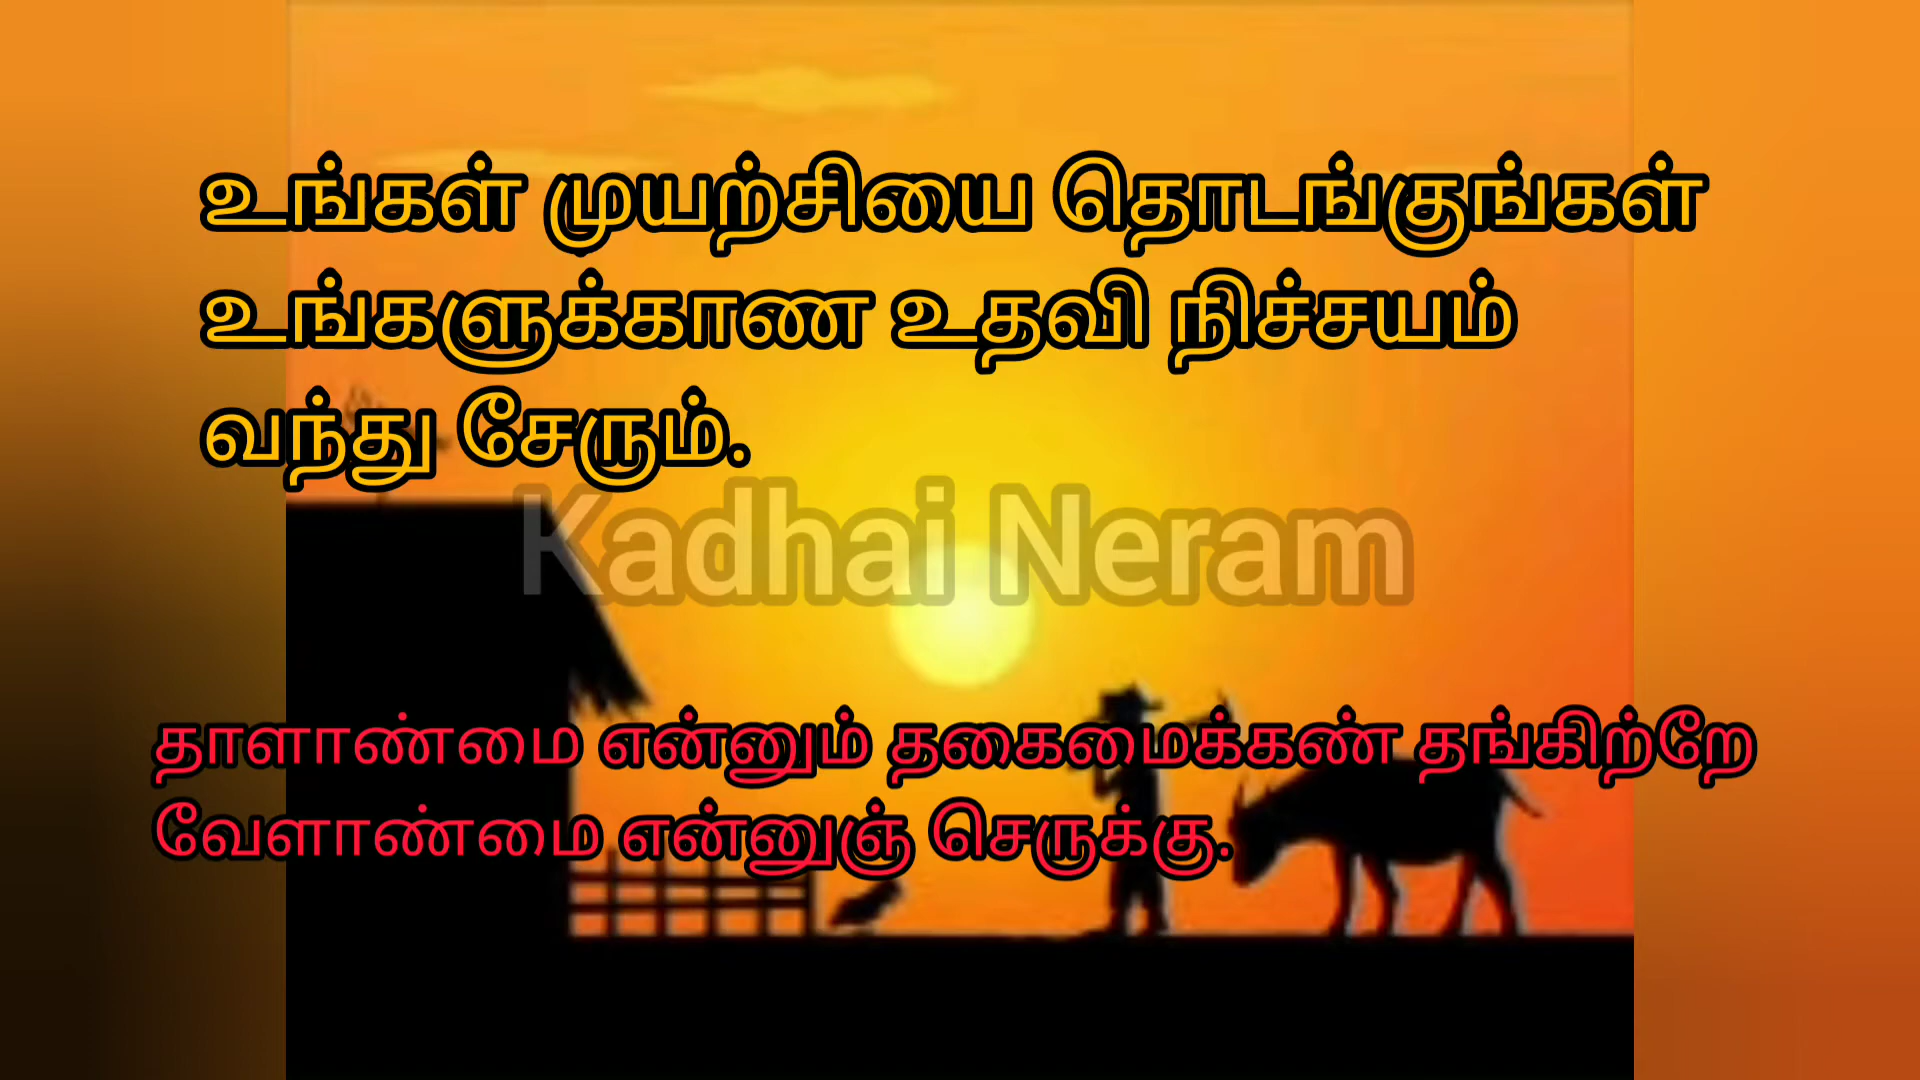 உங்கள் முயற்சியை தொடங்குங்கள்
உங்களுக்காண உதவி நிச்சயம்
வந்து சேரும்.
Kadhai Neram
தாளாண்மை என்னும் தகைமைக்கண் தங்கிற்றே
வேளாண்மை என்னுஞ் செருக்கு.